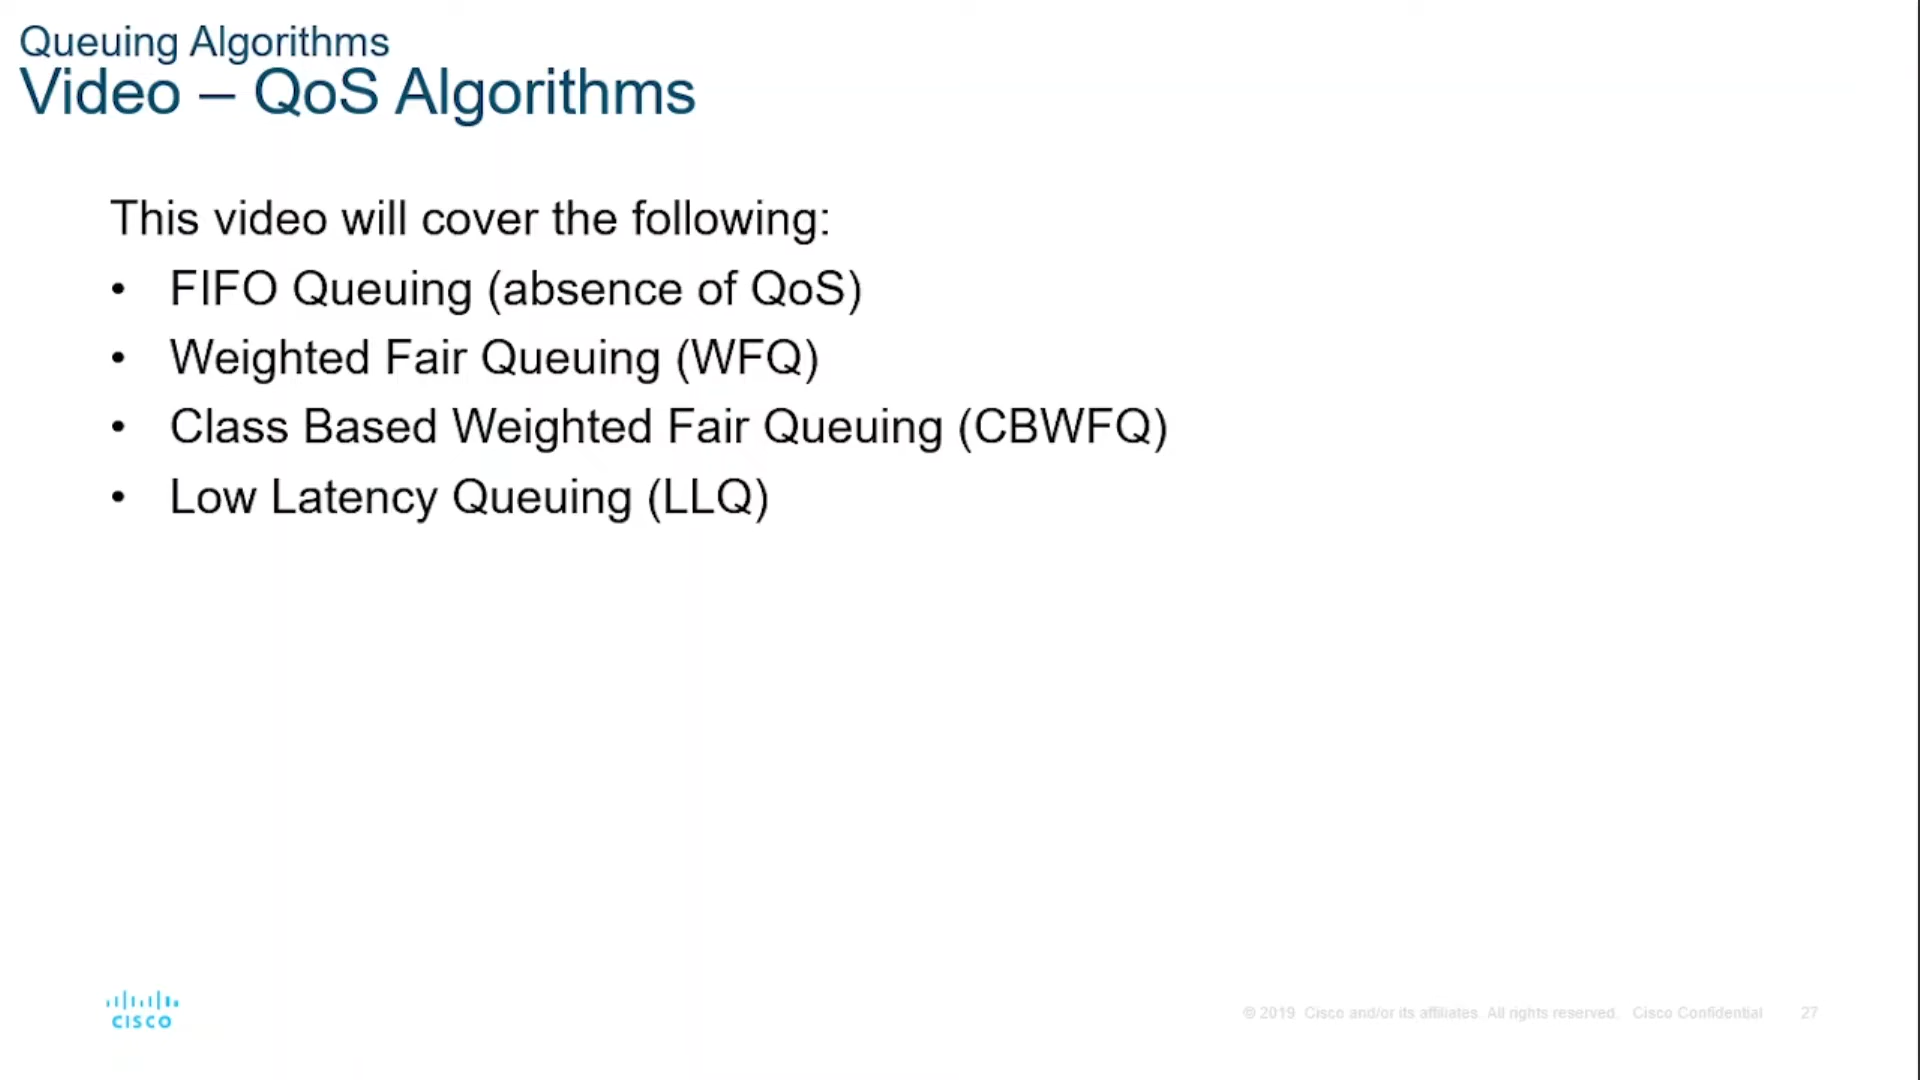 Queuing Algorithms
Video – QoS Algorithms
This video will cover the following:
• FIFO Queuing (absence of QoS)
• Weighted Fair Queuing (WFQ)
• Class Based Weighted Fair Queuing (CBWFQ)
• Low Latency Queuing (LLQ)
CISCO
© 2019 Cisco and/or its affiliates. All rights reserved. Cisco Confidential 27